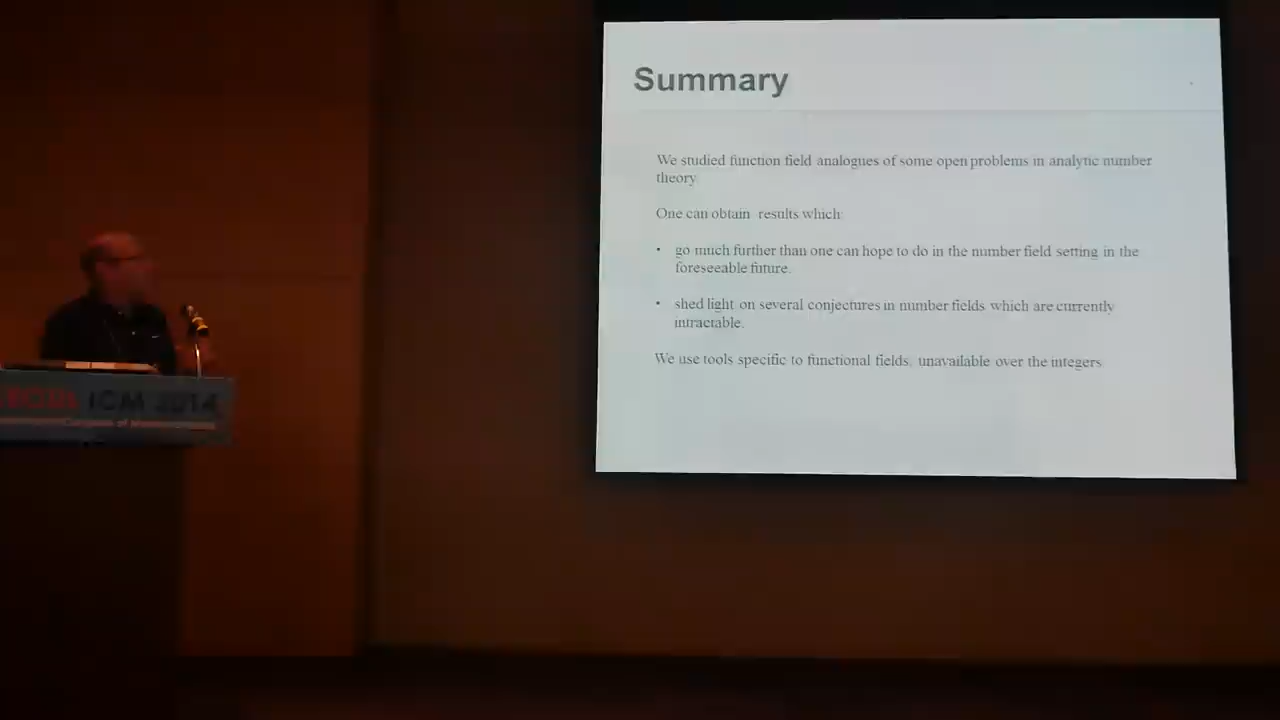 Summary
We studied function field analogues of some open problems in analytic number
theory
One can obtain results which:
• go much further than one can hope to do in the number field setting in the
foreseeable future.
• shed light on several conjectures in number fields which are currently
intractable.
We use tools specific to functional fields, unavailable over the integers
SEOUL ICM 2014